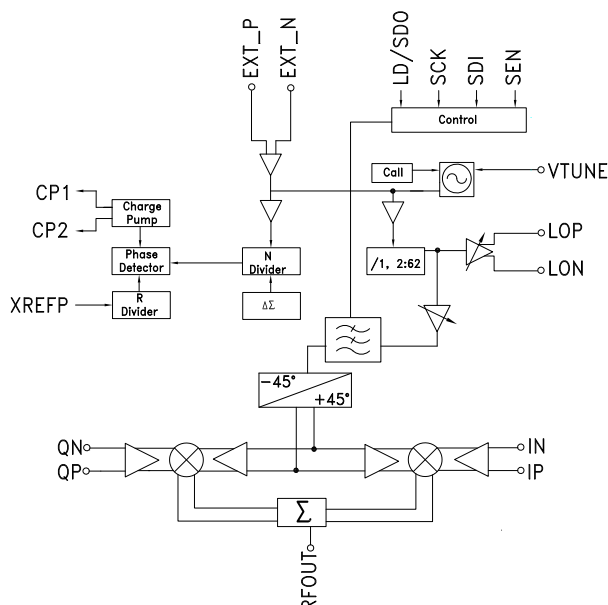 EXT_P
EXT_N
LD/SDO
SCK
SDI
SEN
Control
Call
VTUNE
CP1
CP2
Charge
Pump
Phase
Detector
N
Divider
/1, 2:62
LOP
LON
XREFP
R
Divider
ΔΣ
-45°
+45°
QN
QP
IN
IP
Σ
RFOUT